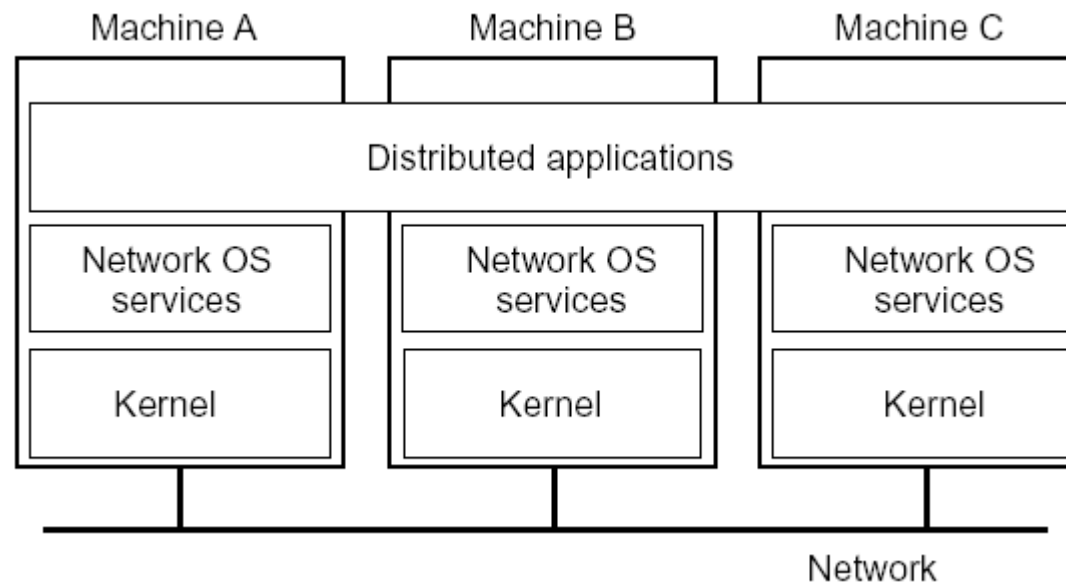 Machine A
Machine B
Machine C
Distributed applications
Network OS
services
Network OS
services
Network OS
services
Kernel
Kernel
Kernel
Network